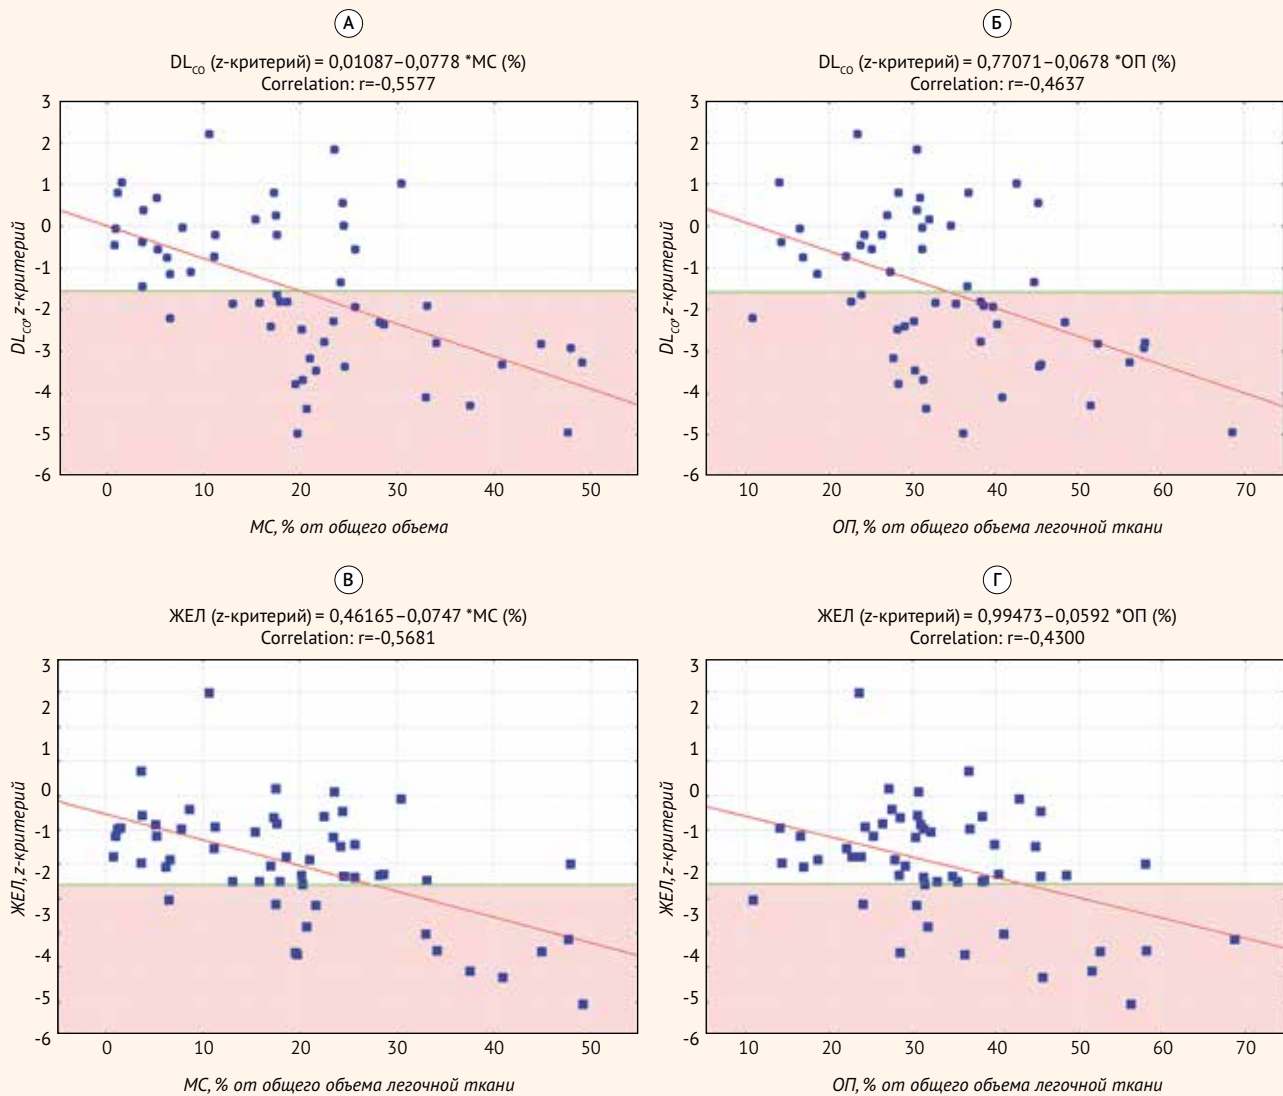 А
DLCO (z-критерий) = 0,01087–0,0778 *МС (%)
Correlation: r=-0,5577
3
2
1
0
-1
-2
-3
-4
-5
-6
DLCO, z-критерий
0 10 20 30 40 50
МС, % от общего объема
Б
DLCO (z-критерий) = 0,77071–0,0678 *ОП (%)
Correlation: r=-0,4637
3
2
1
0
-1
-2
-3
-4
-5
-6
DLCO, z-критерий
10 20 30 40 50 60 70
ОП, % от общего объема легочной ткани
В
ЖЕЛ (z-критерий) = 0,46165–0,0747 *МС (%)
Correlation: r=-0,5681
3
2
1
0
-1
-2
-3
-4
-5
-6
ЖЕЛ, z-критерий
0 10 20 30 40 50
МС, % от общего объема легочной ткани
Г
ЖЕЛ (z-критерий) = 0,99473–0,0592 *ОП (%)
Correlation: r=-0,4300
3
2
1
0
-1
-2
-3
-4
-5
-6
ЖЕЛ, z-критерий
10 20 30 40 50 60 70
ОП, % от общего объема легочной ткани